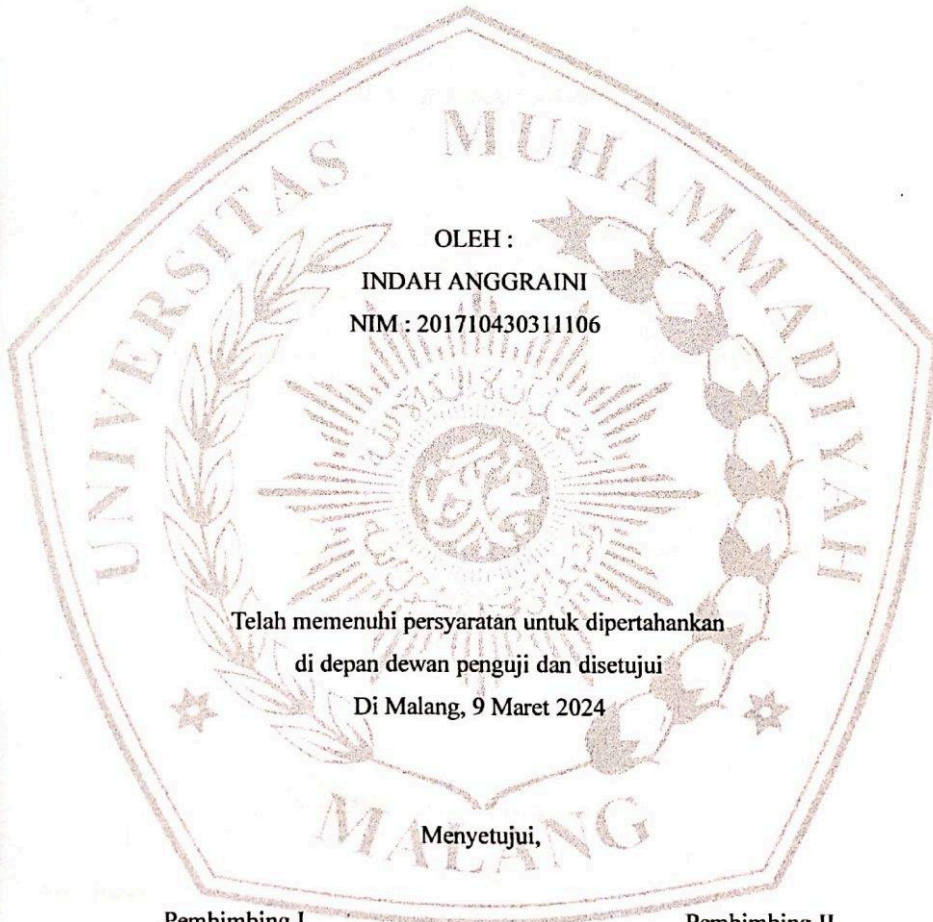 UNIVERSITAS MUHAMMADIYAH
OLEH :
INDAH ANGGRAINI
NIM : 201710430311106
Telah memenuhi persyaratan untuk dipertahankan
di depan dewan penguji dan disetujui
Di Malang, 9 Maret 2024
MALANG
Menyetujui,
Pembimbing I
Pembimbing II